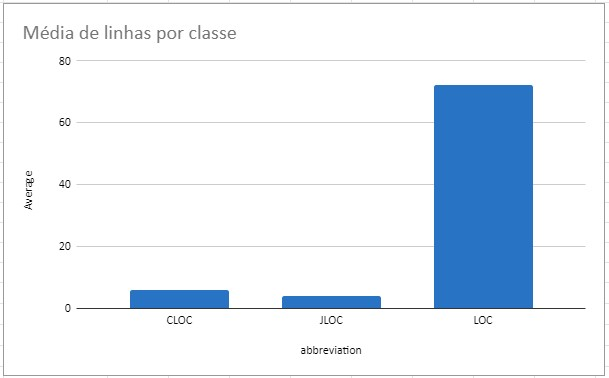 Média de linhas por classe
80
60
40
20
0
Average
CLOC
JLOC
LOC
abbreviation